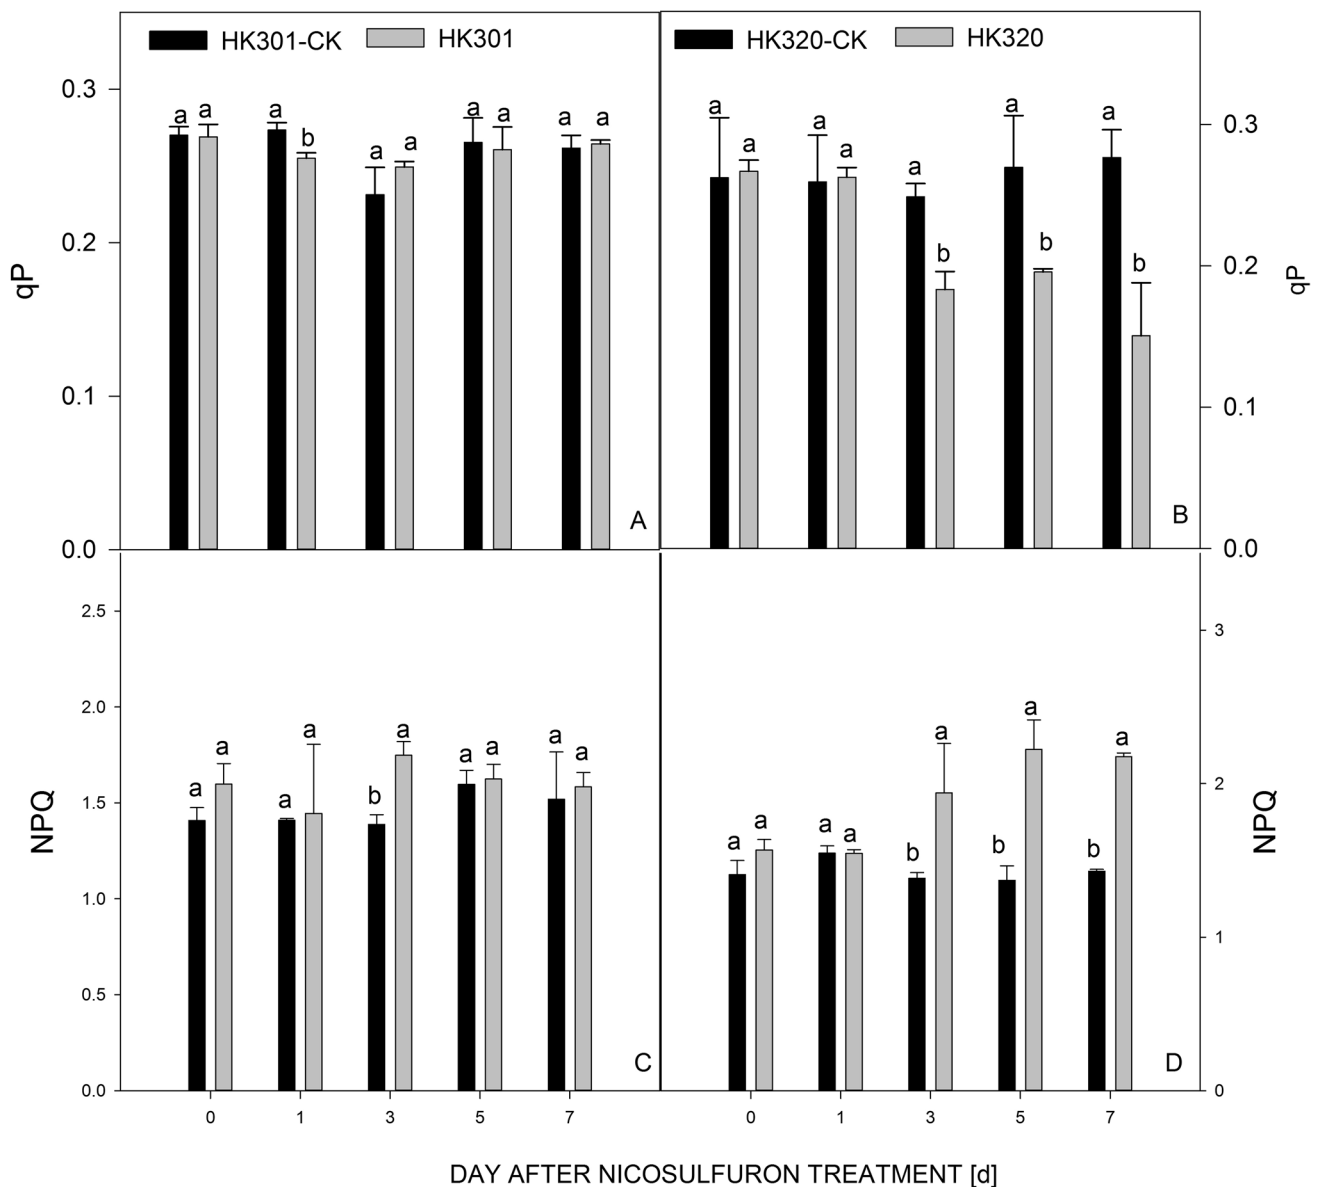 HK301-CK HK301 HK320-CK HK320
0.3
0.2
0.1
0.0
qP
a a a b a a a a a a
A
a a a a a b a b a b
B
0.3
0.2
0.1
0.0
qP
2.5
2.0
1.5
1.0
0.5
0.0
NPQ
a a a a b a a a a a
C
a a a a b a b a b a
D
3
2
1
0
NPQ
0 1 3 5 7 0 1 3 5 7
DAY AFTER NICOSULFURON TREATMENT [d]